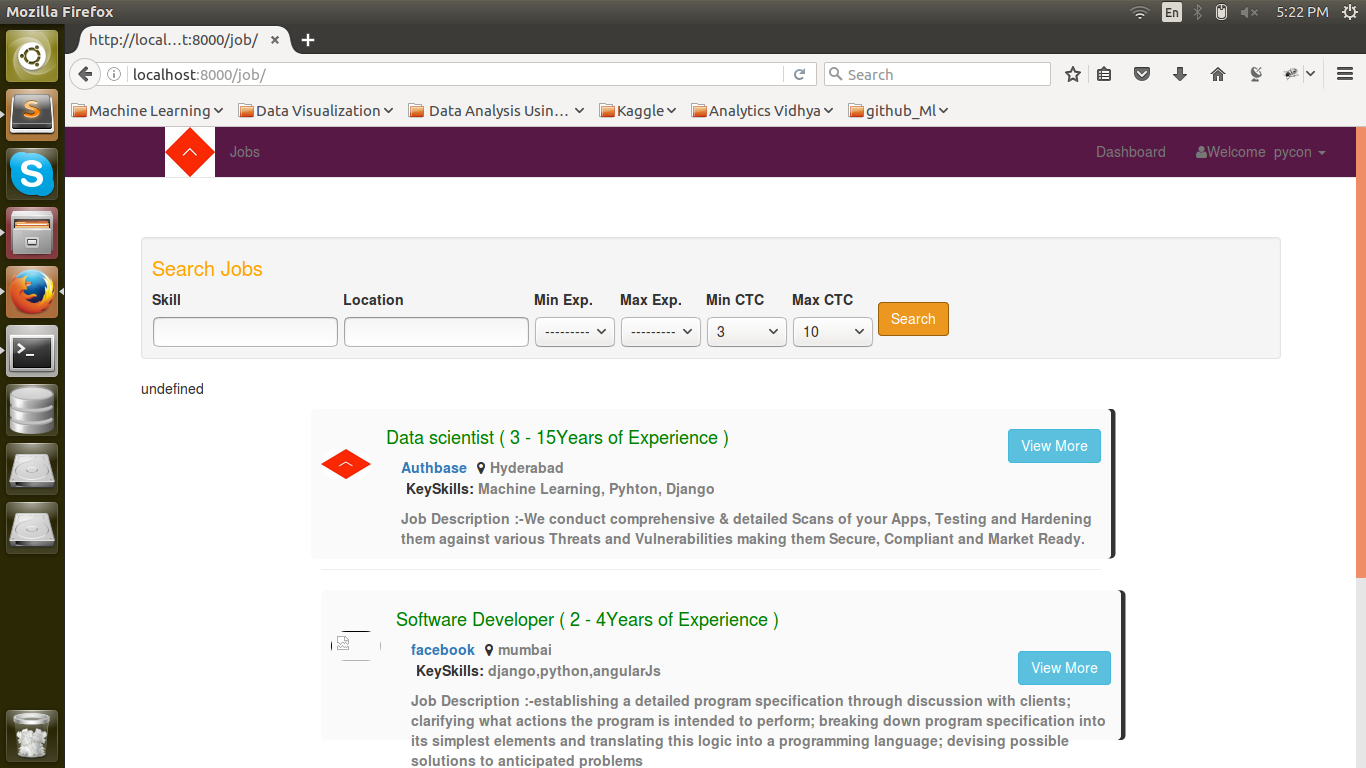 Mozilla Firefox
En
5:22 PM
http://local...t:8000/job/
localhost:8000/job/
Search
Machine Learning
Data Visualization
Data Analysis Usin...
Kaggle
Analytics Vidhya
github_Ml
Jobs
Dashboard
Welcome pycon
Search Jobs
Skill
Location
Min Exp.
Max Exp.
Min CTC
Max CTC
---------
---------
3
10
Search
undefined
Data scientist ( 3 - 15Years of Experience )
View More
Authbase Hyderabad
KeySkills: Machine Learning, Pyhton, Django
Job Description :-We conduct comprehensive & detailed Scans of your Apps, Testing and Hardening
them against various Threats and Vulnerabilities making them Secure, Compliant and Market Ready.
Software Developer ( 2 - 4Years of Experience )
facebook mumbai
View More
KeySkills: django,python,angularJs
Job Description :-establishing a detailed program specification through discussion with clients;
clarifying what actions the program is intended to perform; breaking down program specification into
its simplest elements and translating this logic into a programming language; devising possible
solutions to anticipated problems